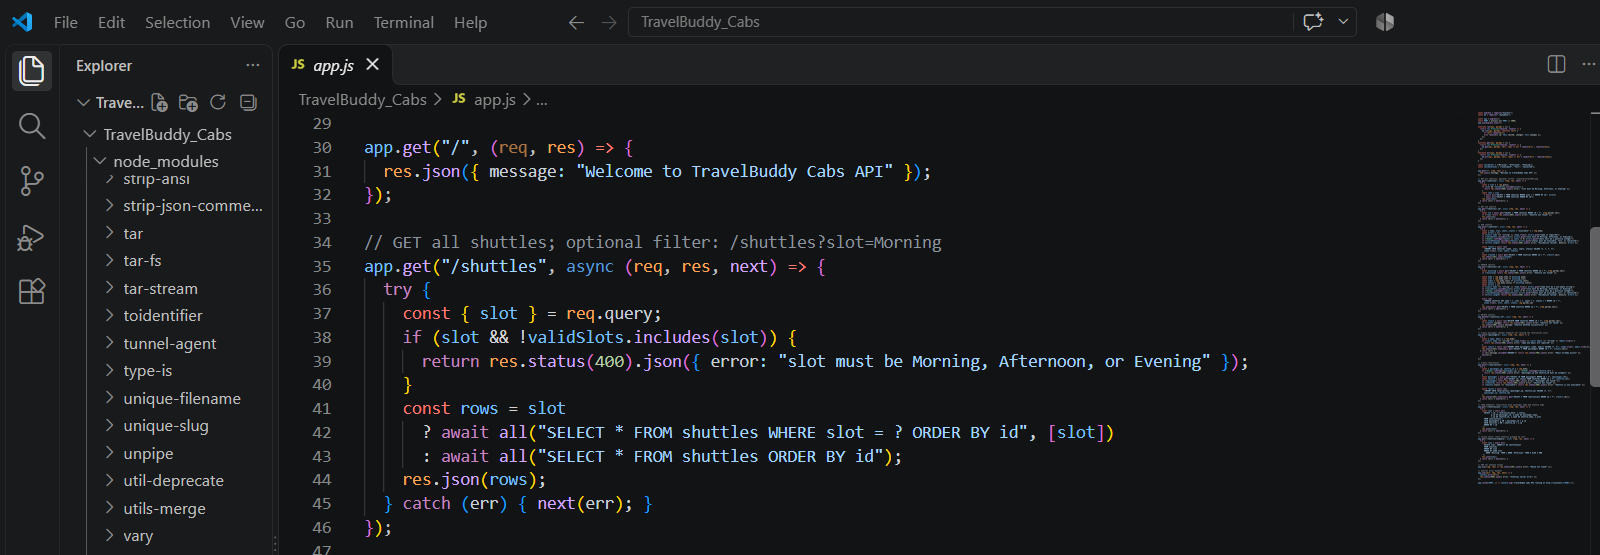 File Edit Selection View Go Run Terminal Help
TravelBuddy_Cabs
Explorer
Trave...
TravelBuddy_Cabs
node_modules
strip-ansi
strip-json-comme...
tar
tar-fs
tar-stream
toidentifier
tunnel-agent
type-is
unique-filename
unique-slug
unpipe
util-deprecate
utils-merge
vary
JS app.js
TravelBuddy_Cabs > JS app.js > ...
29
30 app.get("/", (req, res) => {
31   res.json({ message: "Welcome to TravelBuddy Cabs API" });
32 });
33
34 // GET all shuttles; optional filter: /shuttles?slot=Morning
35 app.get("/shuttles", async (req, res, next) => {
36   try {
37     const { slot } = req.query;
38     if (slot && !validSlots.includes(slot)) {
39       return res.status(400).json({ error: "slot must be Morning, Afternoon, or Evening" });
40     }
41     const rows = slot
42       ? await all("SELECT * FROM shuttles WHERE slot = ? ORDER BY id", [slot])
43       : await all("SELECT * FROM shuttles ORDER BY id");
44     res.json(rows);
45   } catch (err) { next(err); }
46 });
47